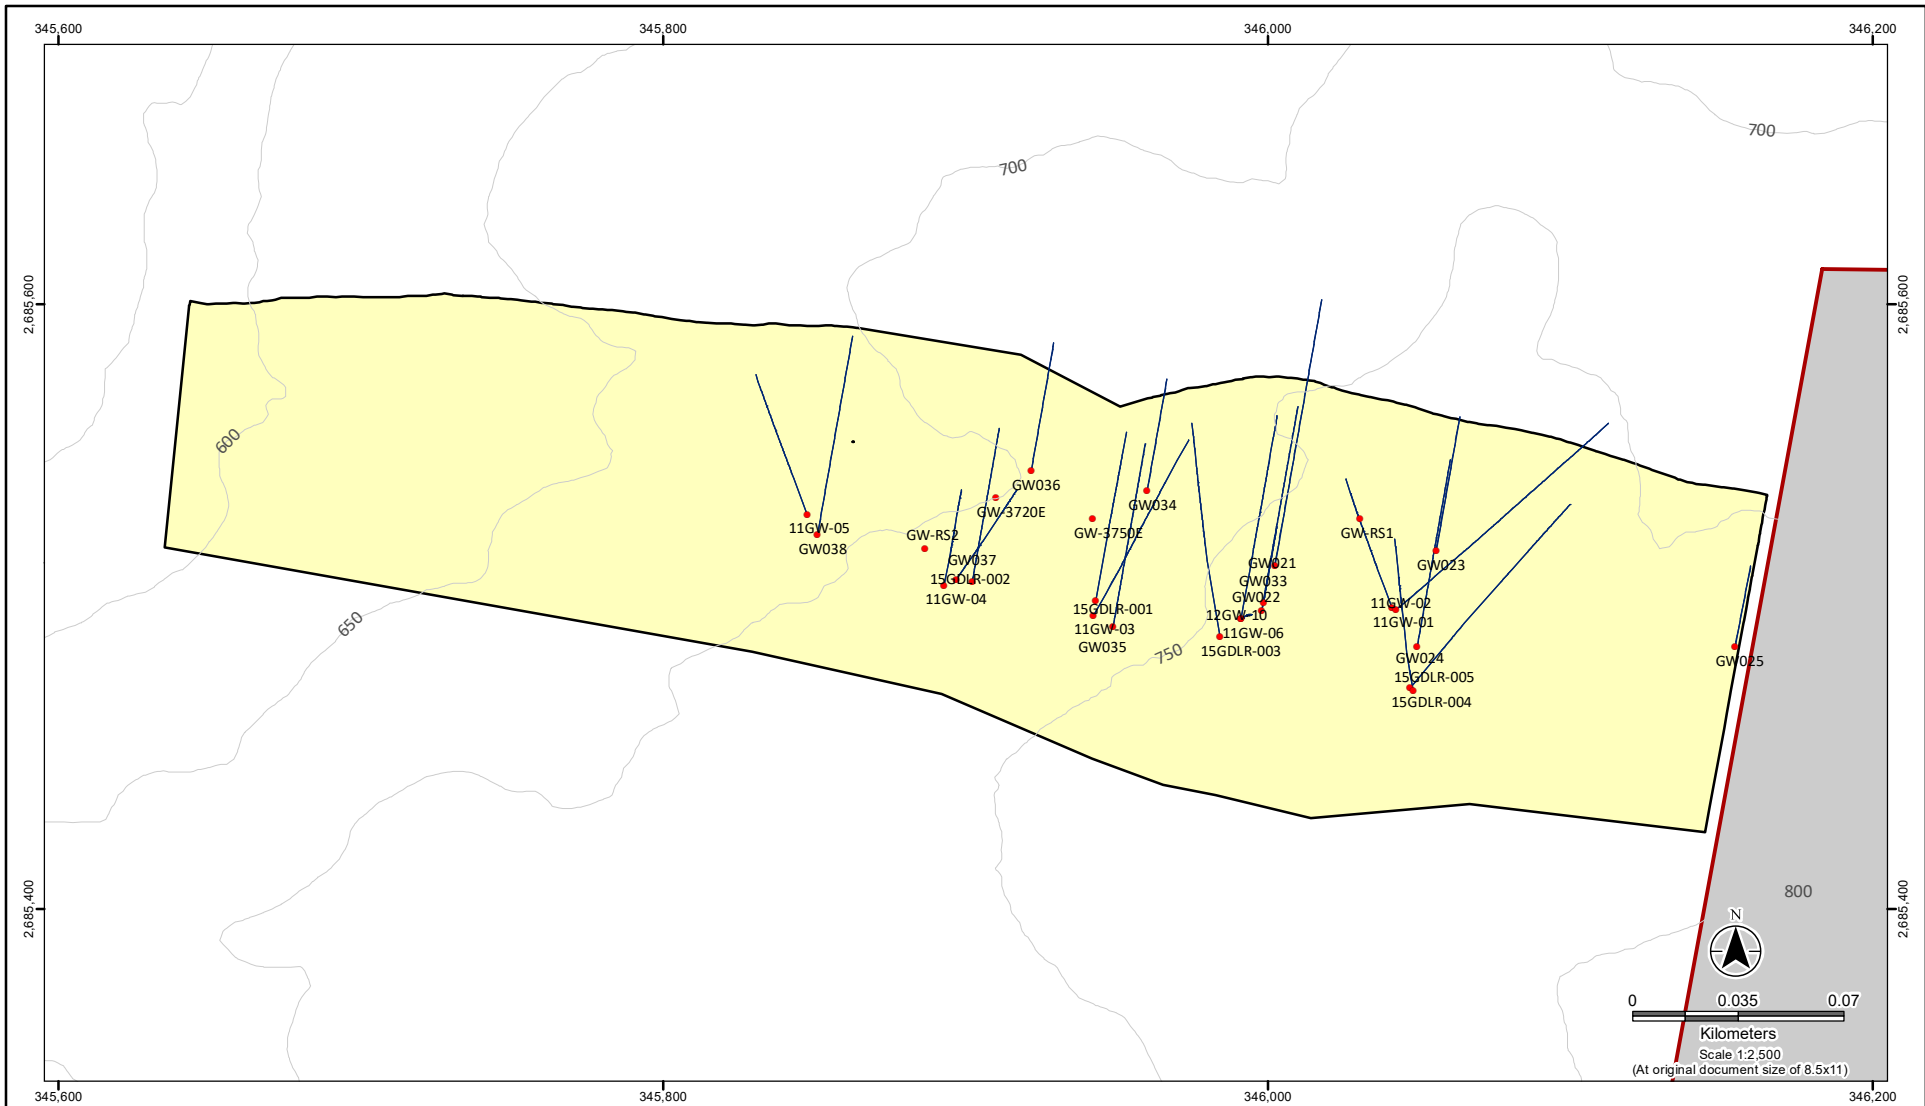 345,600
345,800
346,000
346,200
700
700
2,685,600
2,685,600
600
GW036
GW-3720E
GW034
11GW-05
GW038
GW-RS2
GW-3750E
GW-RS1
GW037
15GDLR-002
11GW-04
GW021
GW033
GW022
GW023
15GDLR-001
11GW-03
GW035
12GW-10
11GW-06
15GDLR-003
11GW-02
11GW-01
650
750
GW024
GW025
15GDLR-005
15GDLR-004
2,685,400
2,685,400
800
N
0 0.035 0.07
Kilometers
Scale 1:2,500
(At original document size of 8.5x11)
345,600
345,800
346,000
346,200